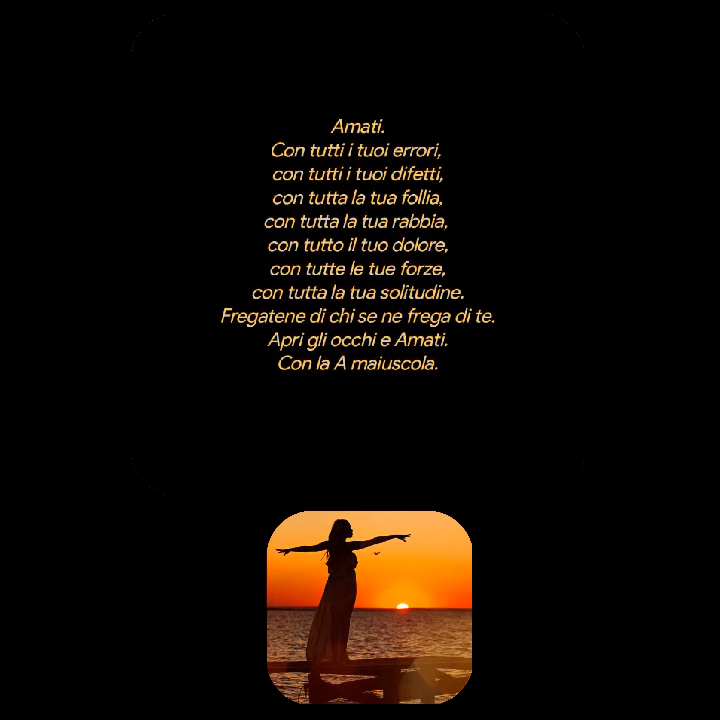 Amati.
Con tutti i tuoi errori,
con tutti i tuoi difetti,
con tutta la tua follia,
con tutta la tua rabbia,
con tutto il tuo dolore,
con tutte le tue forze,
con tutta la tua solitudine.
Fregatene di chi se ne frega di te.
Apri gli occhi e Amati.
Con la A maiuscola.